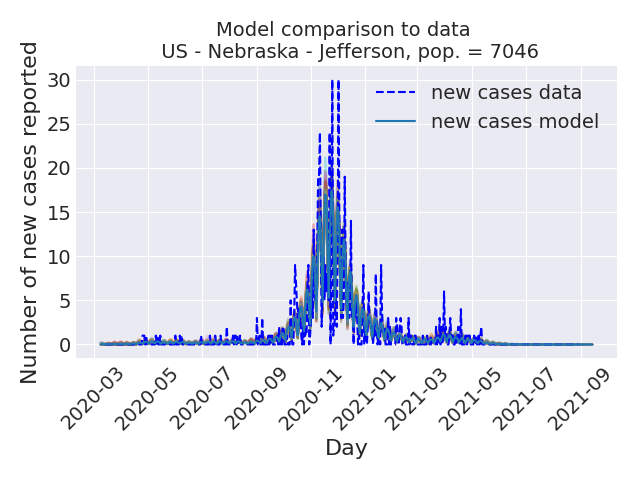 Model comparison to data
US - Nebraska - Jefferson, pop. = 7046
Number of new cases reported
30
25
20
15
10
5
0
new cases data
new cases model
2020-03
2020-05
2020-07
2020-09
2020-11
2021-01
2021-03
2021-05
2021-07
2021-09
Day